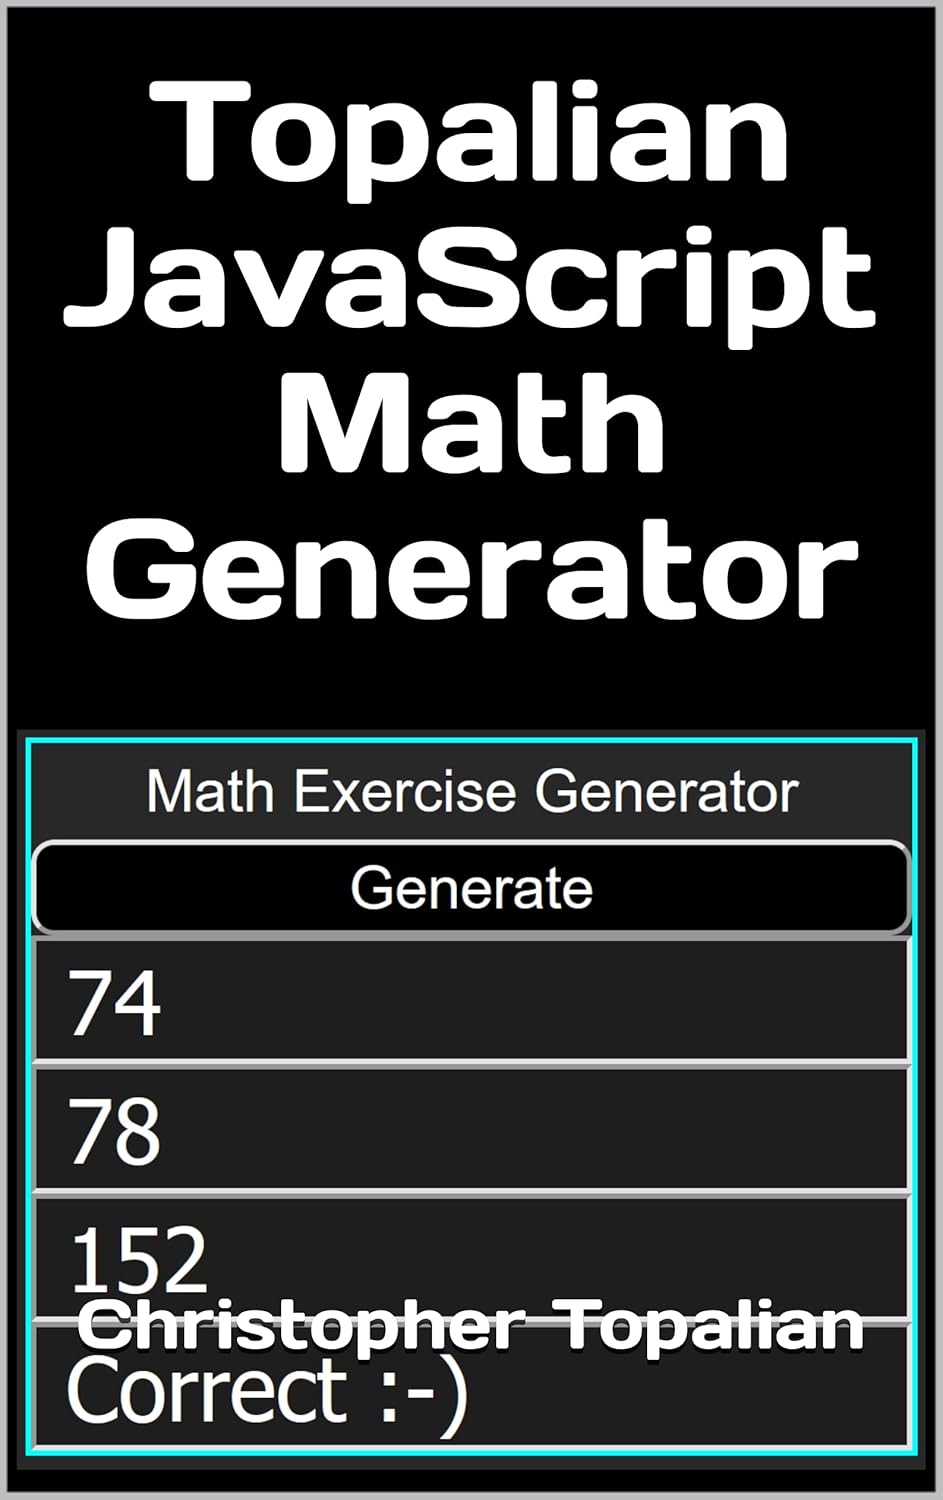 Topalian
JavaScript
Math
Generator
Math Exercise Generator
Generate
74
78
152
Christopher Topalian
Correct :-)